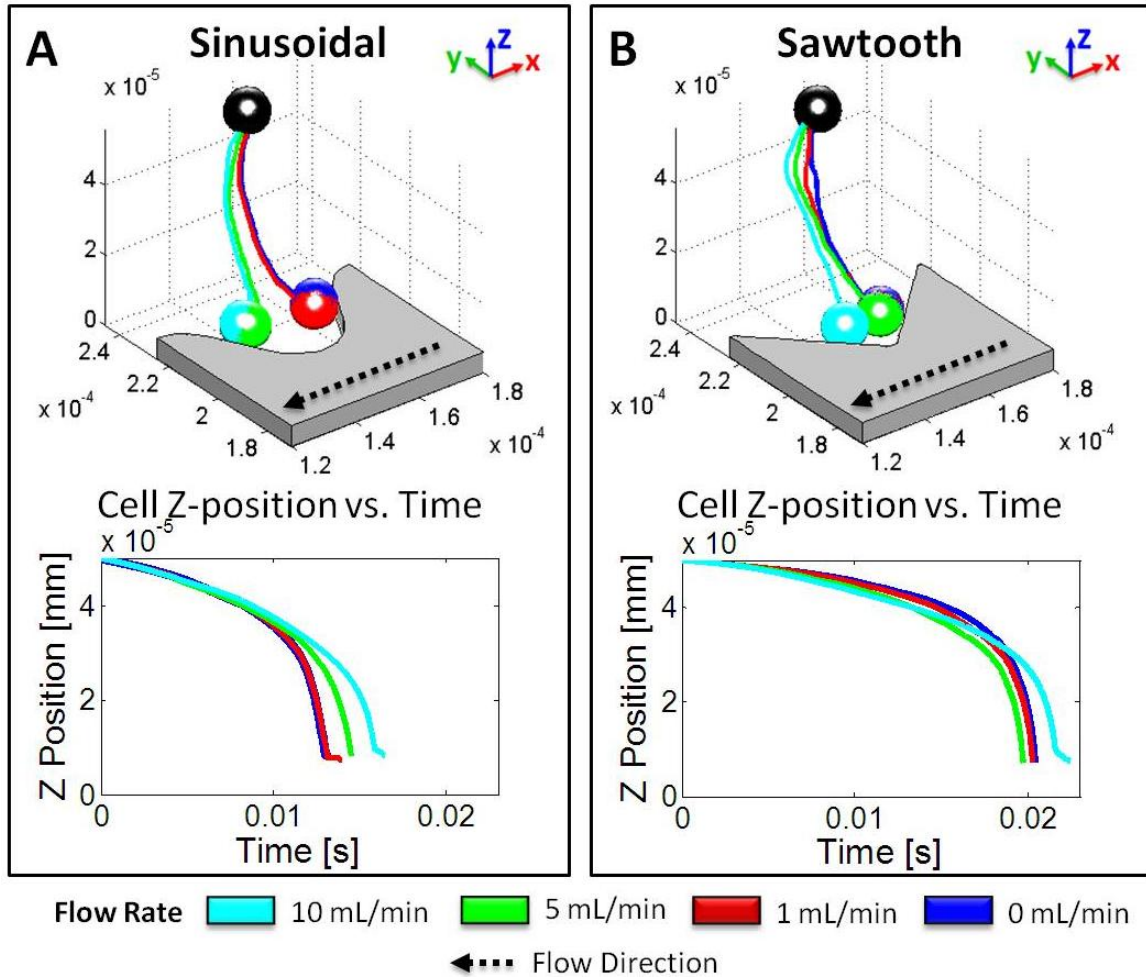 A Sinusoidal
z
y x
x 10^-5
4
2
0
2.4
2.2
2
1.8
x 10^-4
1.2
1.4
1.6
1.8
x 10^-4
Cell Z-position vs. Time
x 10^-5
Z Position [mm]
4
2
0
0 0.01 0.02
Time [s]
B Sawtooth
z
y x
x 10^-5
4
2
0
2.4
2.2
2
1.8
x 10^-4
1.2
1.4
1.6
1.8
x 10^-4
Cell Z-position vs. Time
x 10^-5
Z Position [mm]
4
2
0
0 0.01 0.02
Time [s]
Flow Rate 10 mL/min 5 mL/min 1 mL/min 0 mL/min
Flow Direction